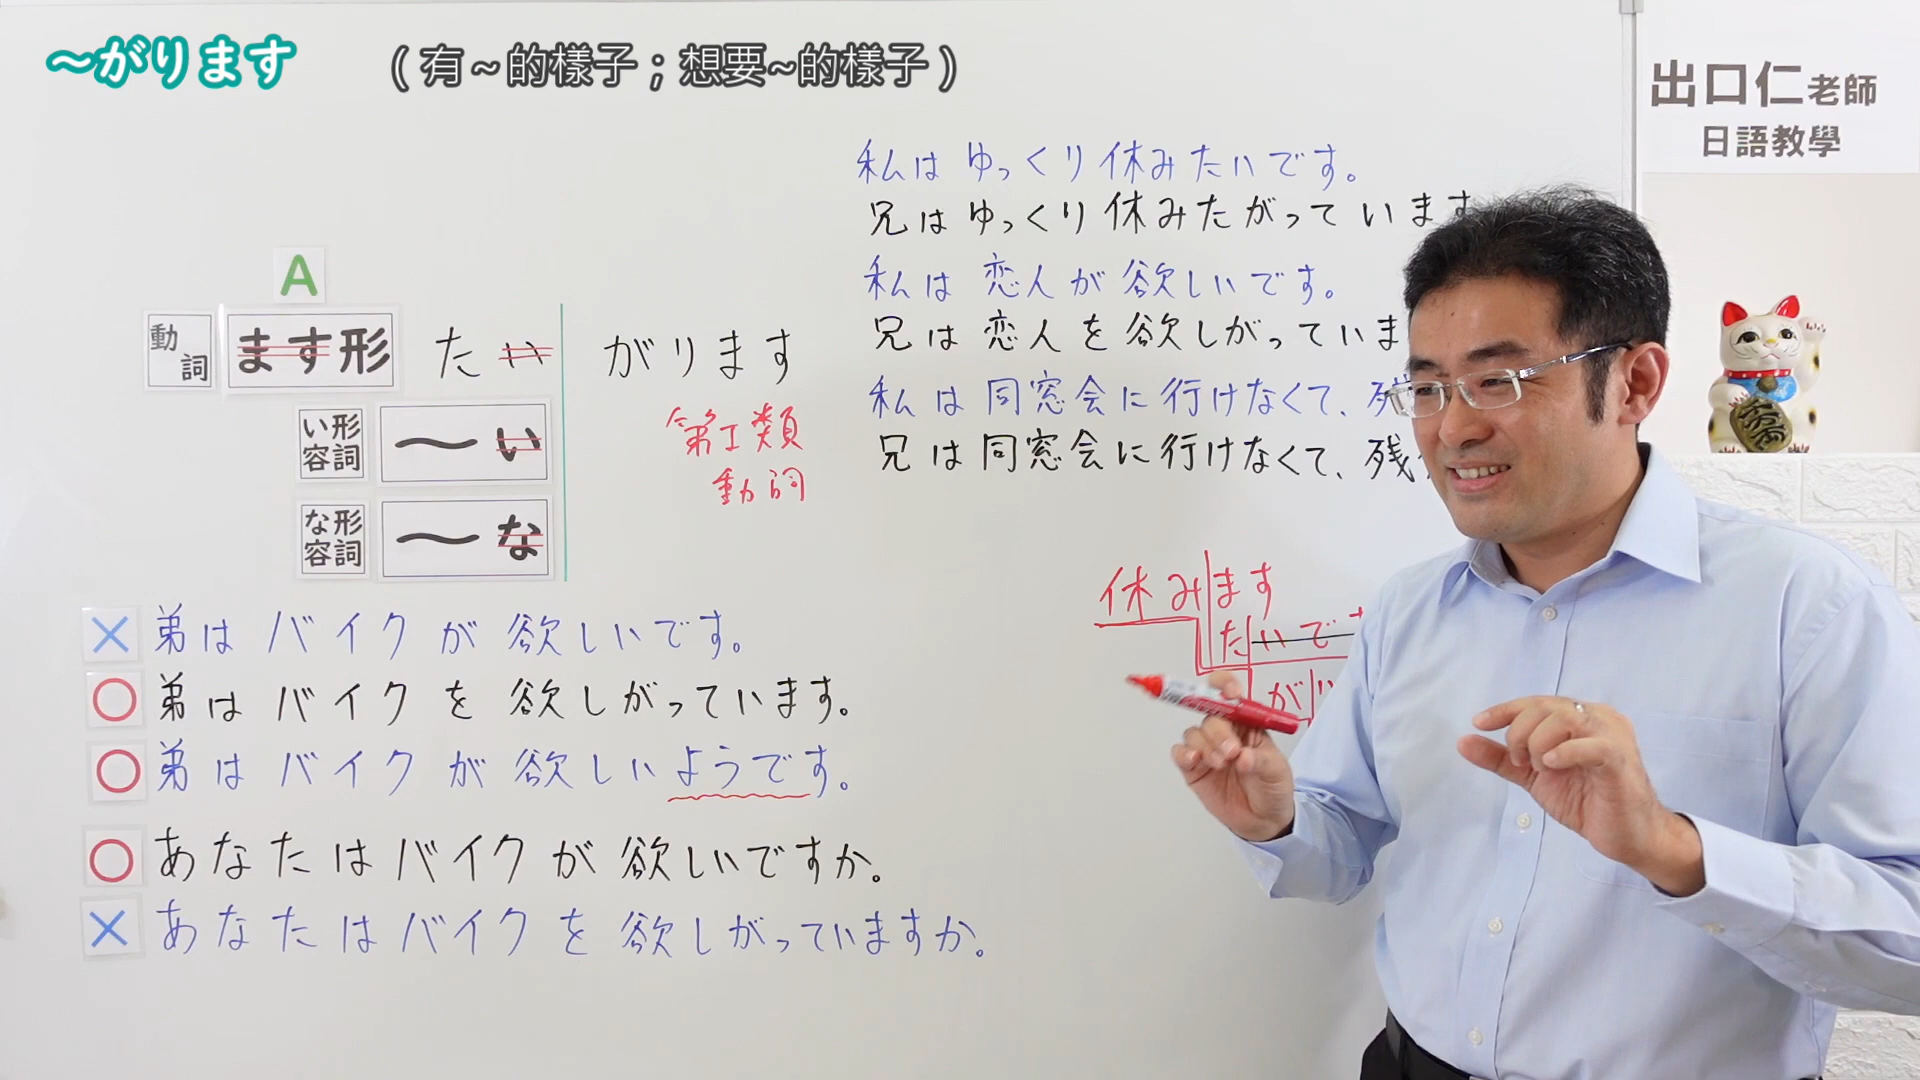 ～がります
(有~的樣子；想要~的樣子)
出口仁老師
日語教學
私はゆっくり休みたいです。
兄はゆっくり休みたがっています
私は恋人が欲しいです。
兄は恋人を欲しがっていま
私は同窓会に行けなくて、残
兄は同窓会に行けなくて、残
A
動詞 ます形 たい がります
い形容詞 ～い
な形容詞 ～な
第I類
動詞
休みます
たいで
が
× 弟はバイクが欲しいです。
○ 弟はバイクを欲しがっています。
○ 弟はバイクが欲しいようです。
○ あなたはバイクが欲しいですか。
× あなたはバイクを欲しがっていますか。